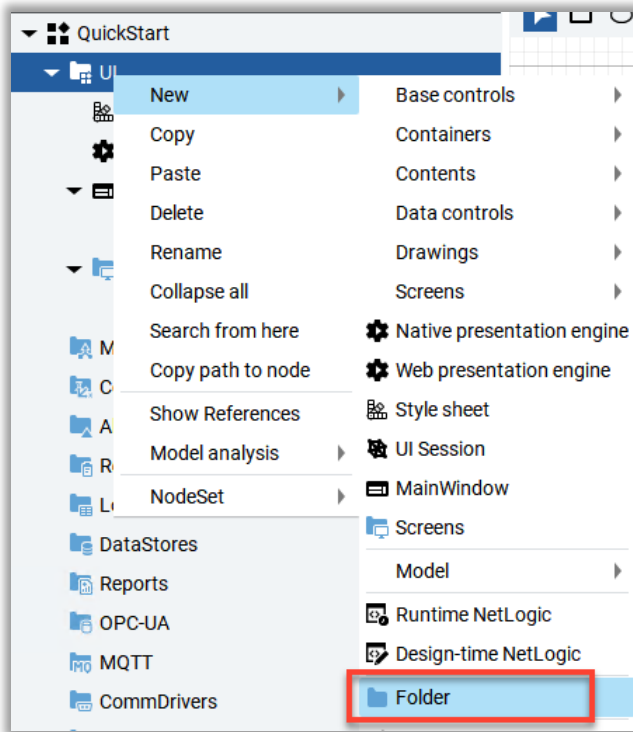 QuickStart
UI
New
Copy
Paste
Delete
Rename
Collapse all
Search from here
Copy path to node
Show References
Model analysis
NodeSet
Base controls
Containers
Contents
Data controls
Drawings
Screens
Native presentation engine
Web presentation engine
Style sheet
UI Session
MainWindow
Screens
Model
Runtime NetLogic
Design-time NetLogic
Folder
M
C
A
R
L
DataStores
Reports
OPC-UA
MQTT
CommDrivers